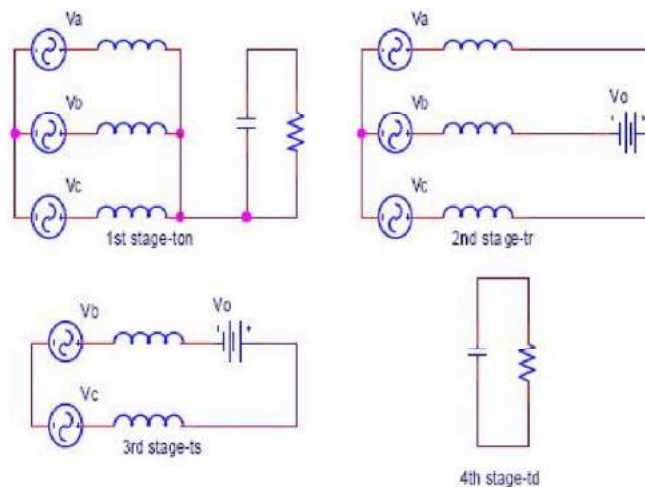 Va
Vb
Vc
1st stage-ton
Va
Vb
Vo
Vc
2nd stage-tr
Vb
Vo
Vc
3rd stage-ts
4th stage-td